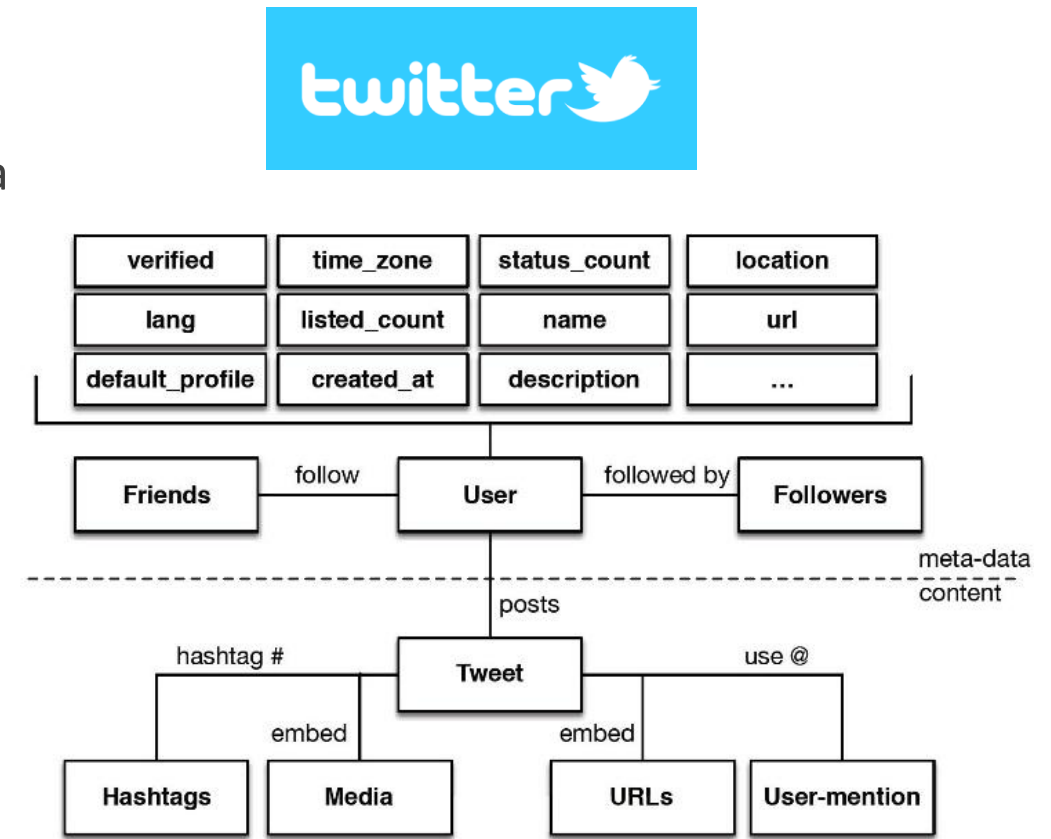 twitter
a
verified time_zone status_count location
lang listed_count name url
default_profile created_at description ...
follow followed by
Friends User Followers
meta-data
content
posts
hashtag # use @
Tweet
embed embed
Hashtags Media URLs User-mention